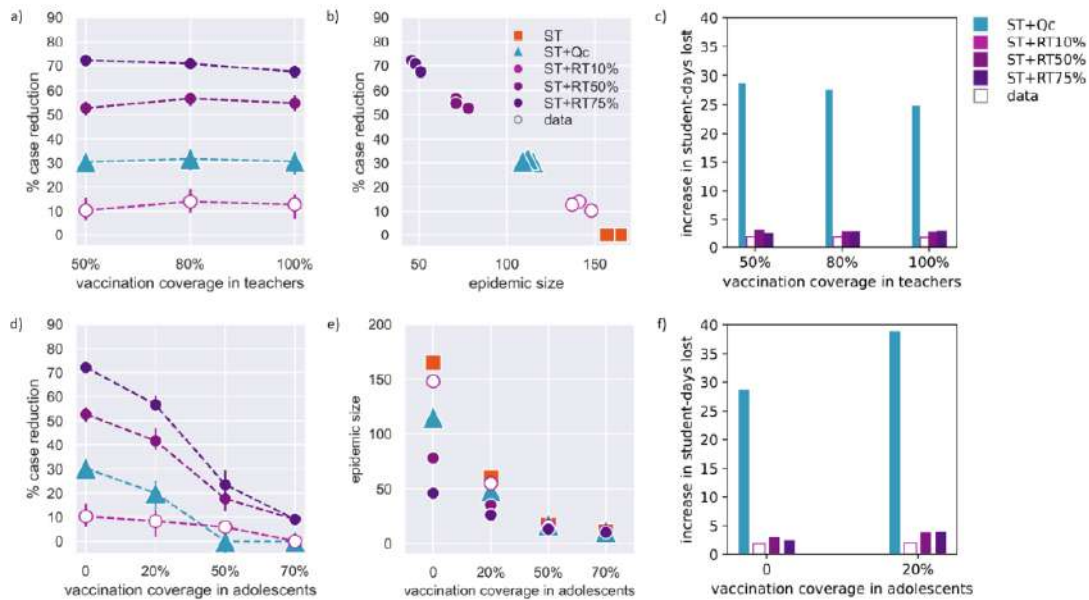 a)
90
80
70
60
50
40
30
20
10
0
% case reduction
50% 80% 100%
vaccination coverage in teachers
b)
90
80
70
60
50
40
30
20
10
0
% case reduction
ST
ST+Qc
ST+RT10%
ST+RT50%
ST+RT75%
data
50 100 150
epidemic size
c)
40
35
30
25
20
15
10
5
0
increase in student-days lost
50% 80% 100%
vaccination coverage in teachers
ST+Qc
ST+RT10%
ST+RT50%
ST+RT75%
data
d)
90
80
70
60
50
40
30
20
10
0
% case reduction
0 20% 50% 70%
vaccination coverage in adolescents
e)
200
150
100
50
0
epidemic size
0 20% 50% 70%
vaccination coverage in adolescents
f)
40
35
30
25
20
15
10
5
0
increase in student-days lost
0 20%
vaccination coverage in adolescents